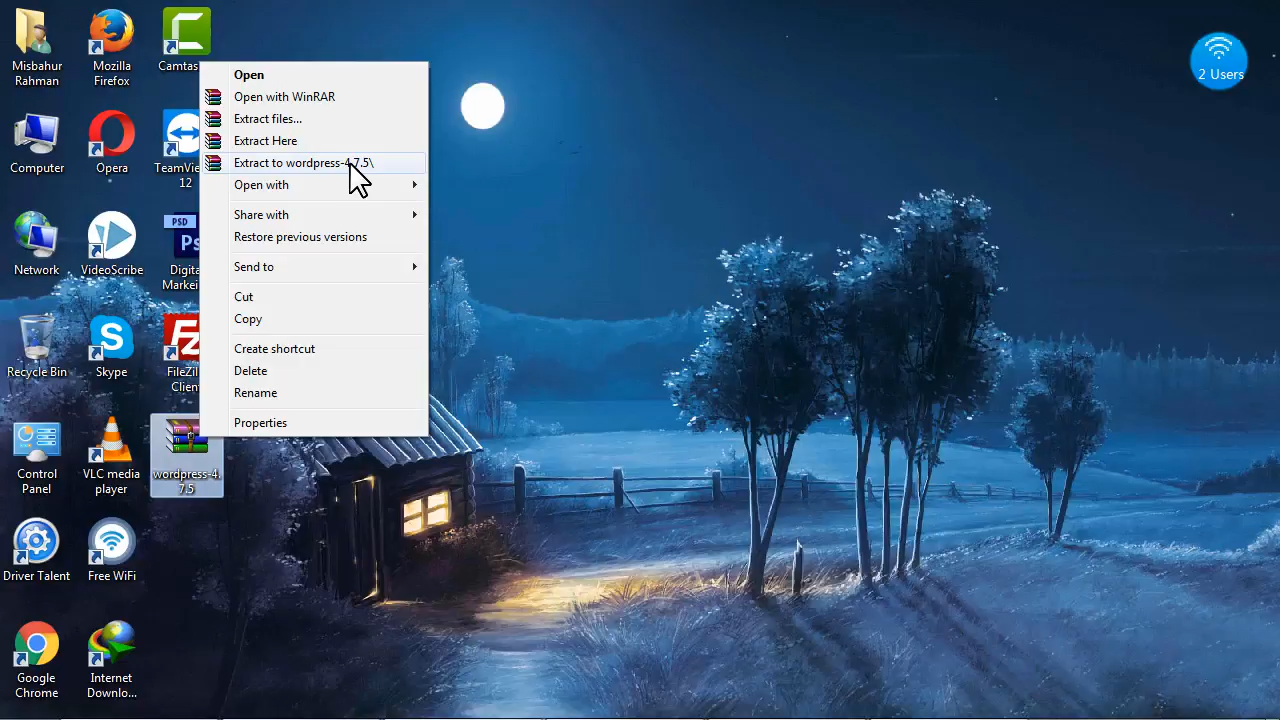 Misbahur
Rahman
Mozilla
Firefox
Camtas
Computer
Opera
TeamVie
12
Network
VideoScribe
PSD
Ps
Digita
Market
Recycle Bin
Skype
FZ
FileZil
Clien
Control
Panel
VLC media
player
wordpress-4.
7.5
Driver Talent
Free WiFi
Google
Chrome
Internet
Downlo...
Open
Open with WinRAR
Extract files...
Extract Here
Extract to wordpress-4.7.5\
Open with
Share with
Restore previous versions
Send to
Cut
Copy
Create shortcut
Delete
Rename
Properties
2 Users